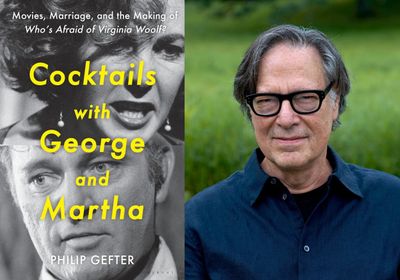 Movies, Marriage, and the Making of
Who's Afraid of Virginia Woolf?
Cocktails
with
George
and
Martha
PHILIP GEFTER